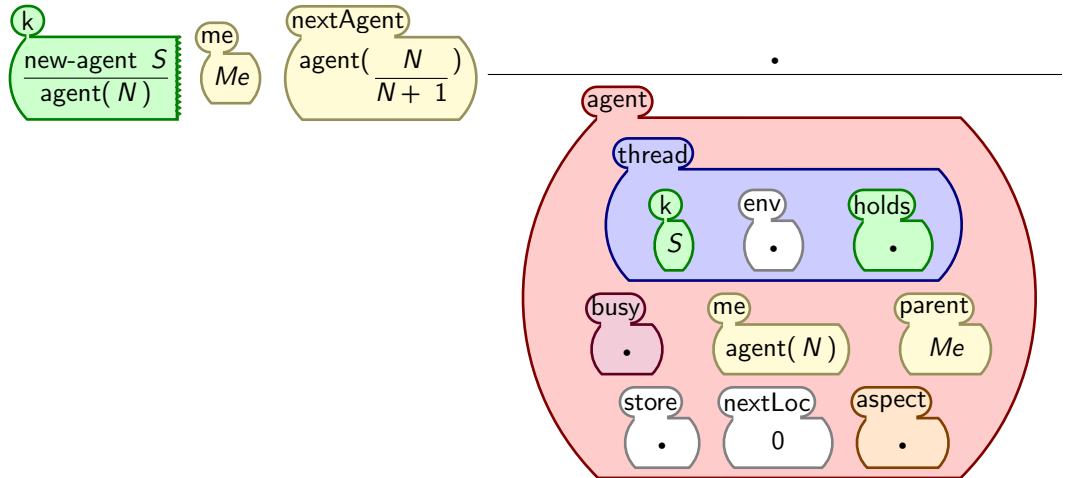 k me nextAgent
new-agent S
agent( N )
Me
agent( N )
N + 1
•
agent
thread
k env holds
S • •
busy me parent
• agent( N ) Me
store nextLoc aspect
• 0 •